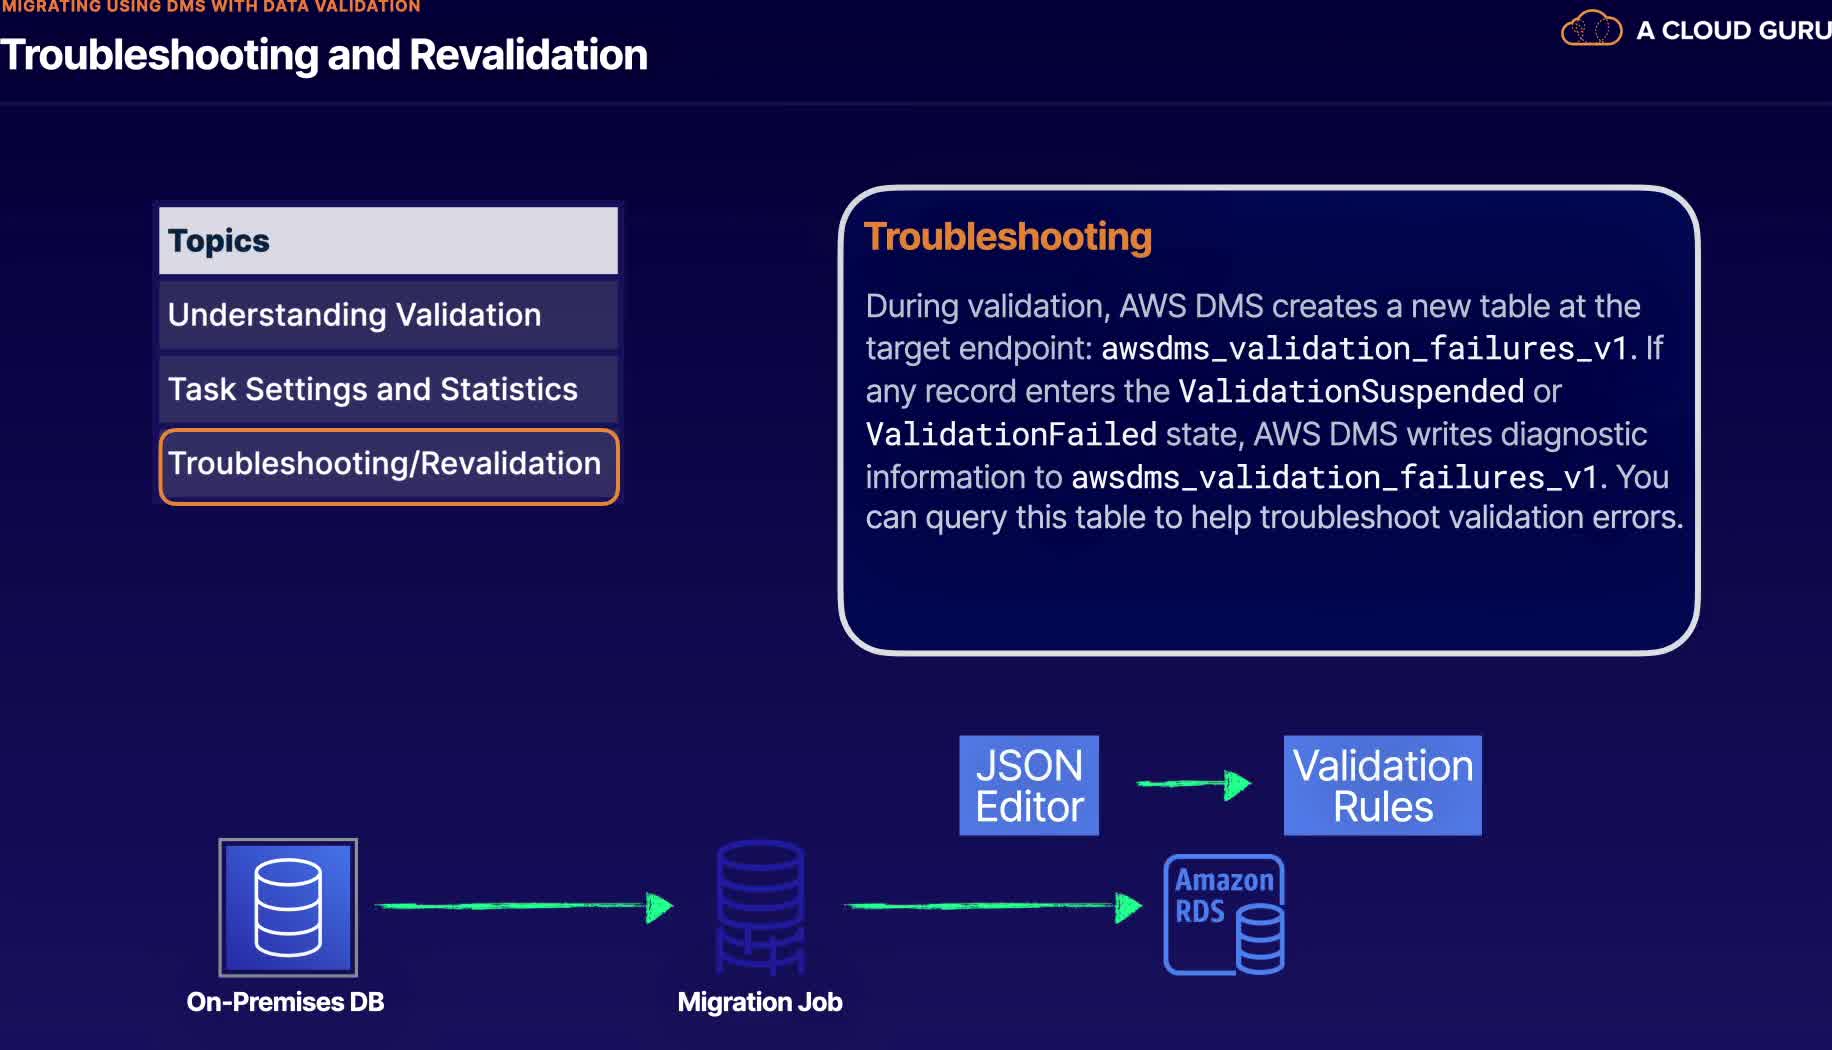 MIGRATING USING DMS WITH DATA VALIDATION
Troubleshooting and Revalidation
A CLOUD GURU
Topics
Understanding Validation
Task Settings and Statistics
Troubleshooting/Revalidation
Troubleshooting
During validation, AWS DMS creates a new table at the
target endpoint: awsdms_validation_failures_v1. If
any record enters the ValidationSuspended or
ValidationFailed state, AWS DMS writes diagnostic
information to awsdms_validation_failures_v1. You
can query this table to help troubleshoot validation errors.
JSON
Editor
Validation
Rules
Amazon
RDS
On-Premises DB
Migration Job